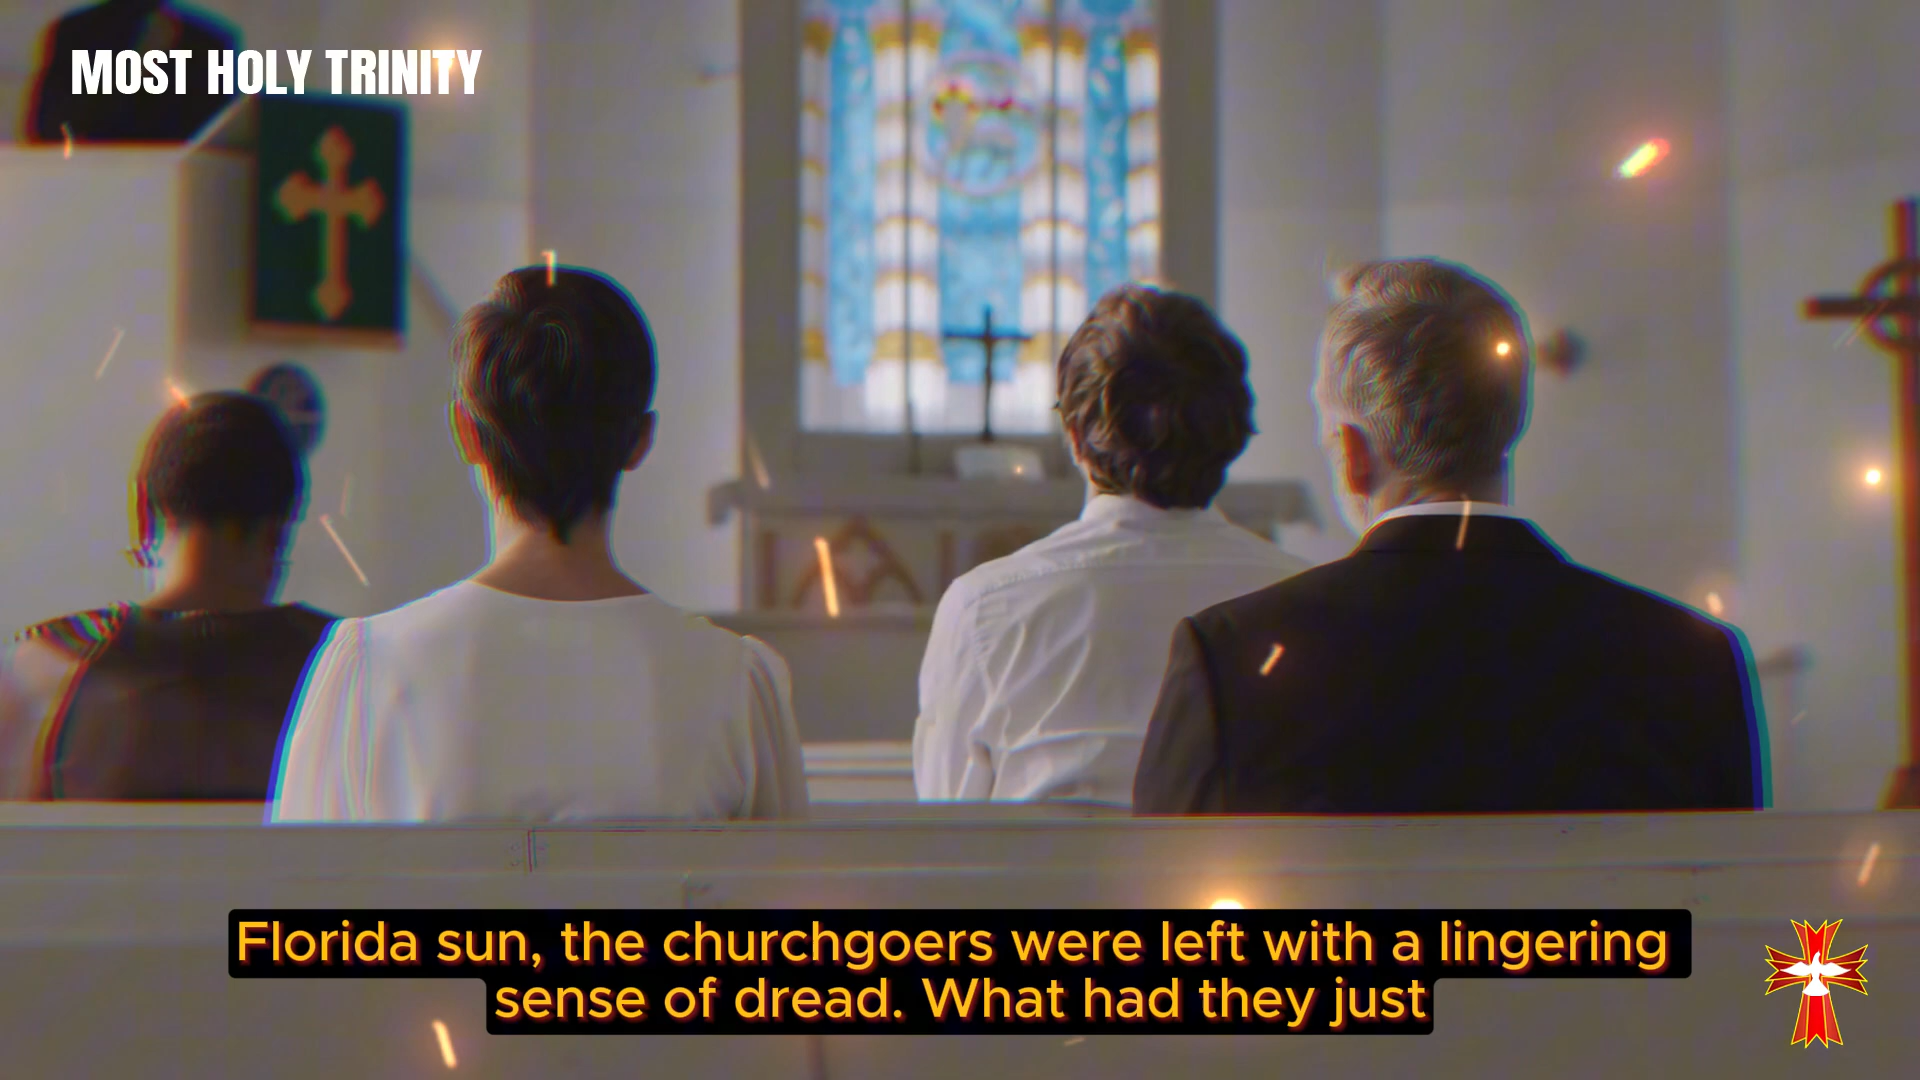 MOST HOLY TRINITY
Florida sun, the churchgoers were left with a lingering
sense of dread. What had they just